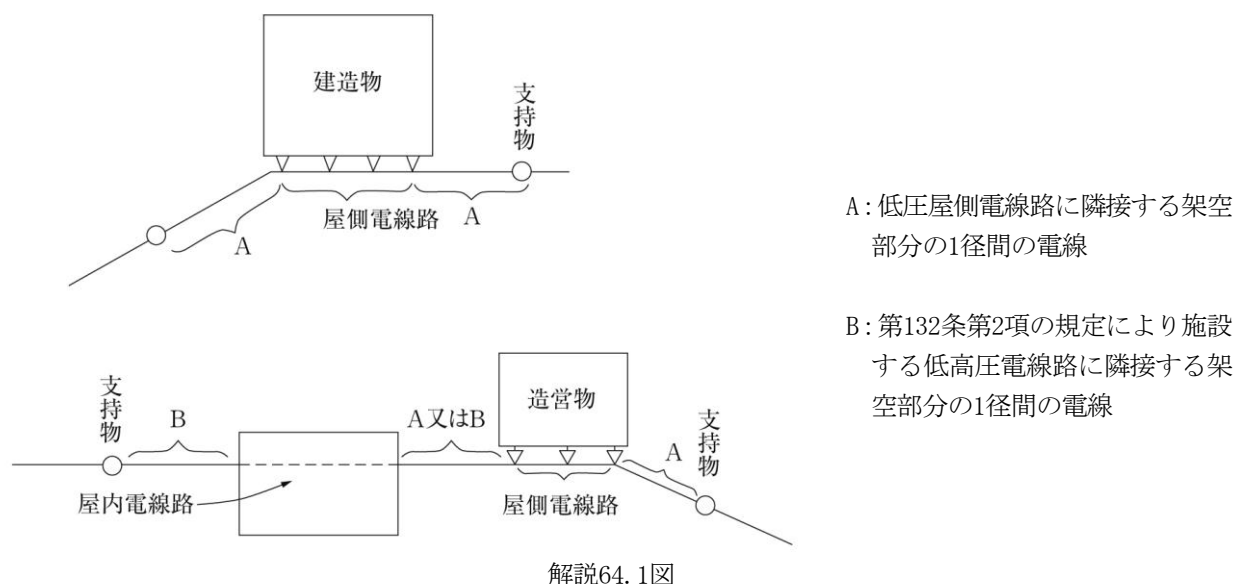 建造物
支持物
屋側電線路
A
A
A:低圧屋側電線路に隣接する架空
部分の1径間の電線
B:第132条第2項の規定により施設
する低高圧電線路に隣接する架
空部分の1径間の電線
支持物
B
A又はB
造営物
A
支持物
屋内電線路
屋側電線路
解説64.1図